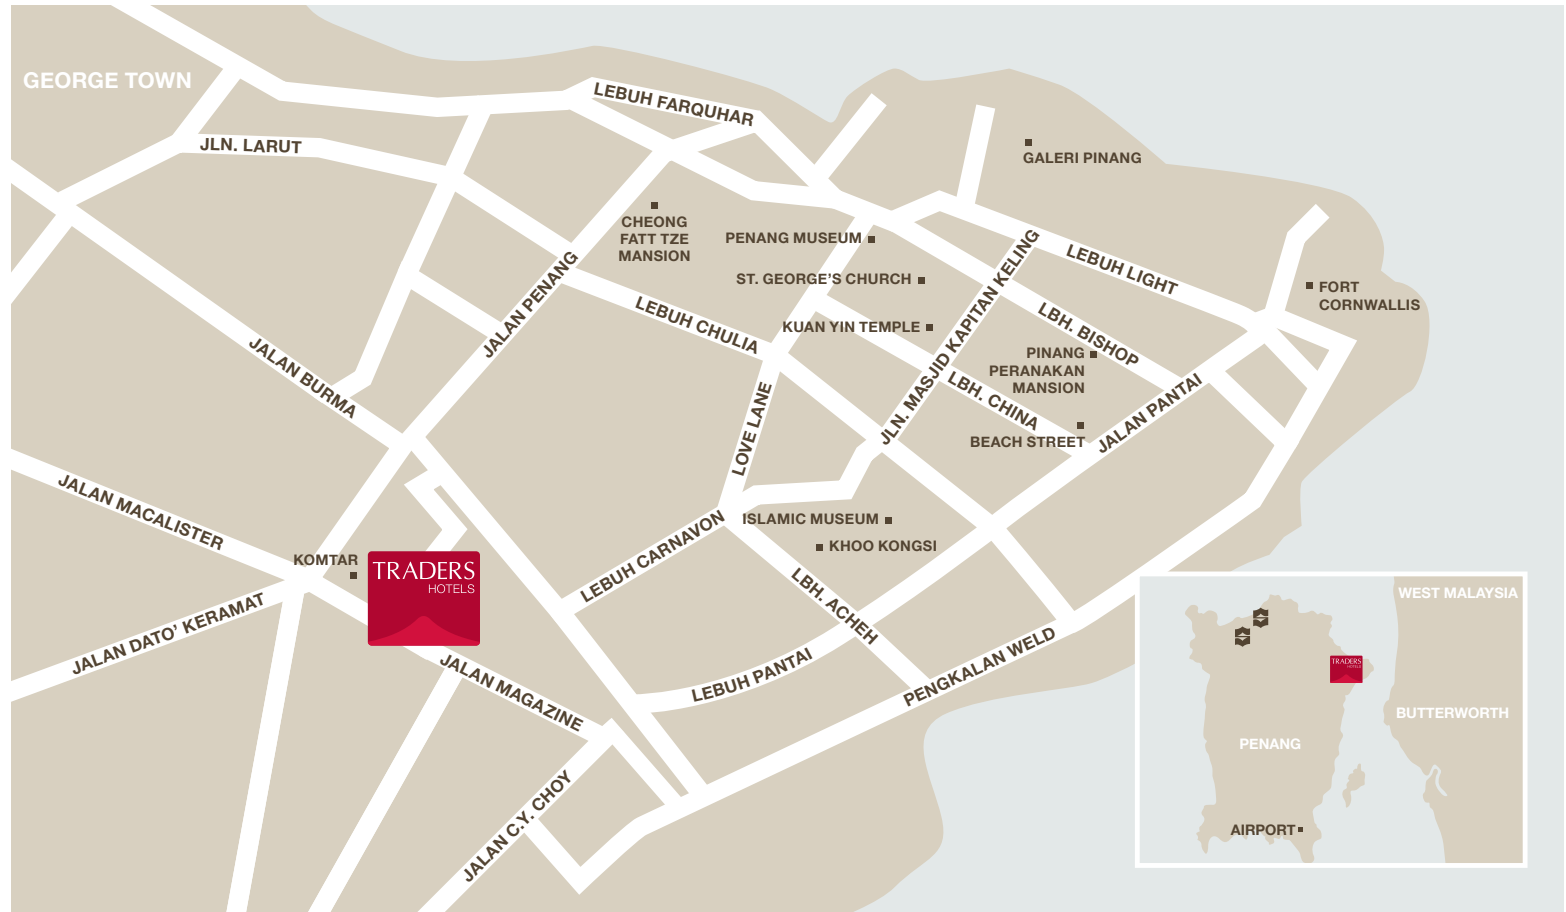 GEORGE TOWN
LEBUH FARQUHAR
JLN. LARUT
GALERI PINANG
CHEONG
FATT TZE
MANSION
PENANG MUSEUM
ST. GEORGE'S CHURCH
JALAN PENANG
LEBUH CHULIA
KUAN YIN TEMPLE
JLN. MASJID KAPITAN KELING
LEBUH LIGHT
FORT
CORNWALLIS
LBH. BISHOP
PINANG
PERANAKAN
MANSION
LBH. CHINA
JALAN PANTAI
BEACH STREET
JALAN BURMA
LOVE LANE
JALAN MACALISTER
KOMTAR
TRADERS
HOTELS
ISLAMIC MUSEUM
KHOO KONGSI
LEBUH CARNAVON
LBH. ACHEH
JALAN DATO' KERAMAT
JALAN MAGAZINE
LEBUH PANTAI
PENGKALAN WELD
JALAN C.Y. CHOY
WEST MALAYSIA
TRADERS
HOTELS
BUTTERWORTH
PENANG
AIRPORT